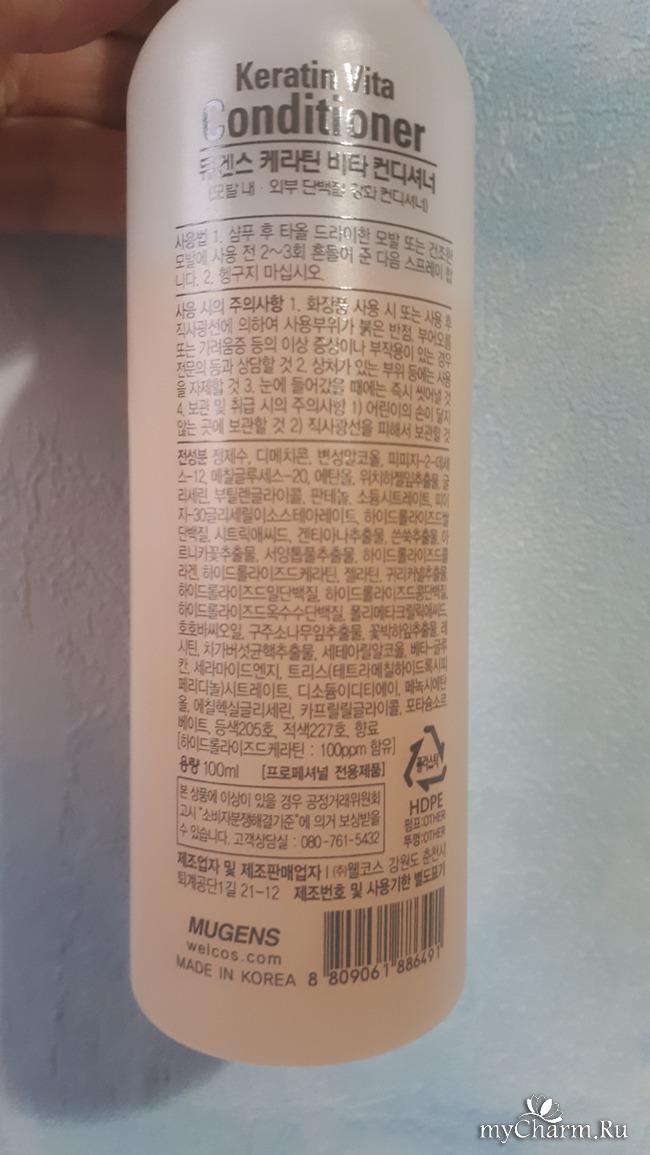 Keratin Vita
Conditioner
뮤겐스 케라틴 비타 컨디셔너
(모발 내 · 외부 단백질 강화 컨디셔너)
사용법 1. 샴푸 후 타올 드라이한 모발 또는 건조한
모발에 사용 전 2~3회 흔들어 준 다음 스프레이 합
니다. 2. 헹구지 마십시오.
사용 시의 주의사항 1. 화장품 사용 시 또는 사용 후
직사광선에 의하여 사용부위가 붉은 반점, 부어오름
또는 가려움증 등의 이상 증상이나 부작용이 있는 경우
전문의 등과 상담할 것 2. 상처가 있는 부위 등에는 사용
을 자제할 것 3. 눈에 들어갔을 때에는 즉시 씻어낼 것
4. 보관 및 취급 시의 주의사항 1) 어린이의 손이 닿지
않는 곳에 보관할 것 2) 직사광선을 피해서 보관할 것
전성분 정제수, 디메치콘, 변성알코올, 피피지-2-데세
스-12, 메칠글루세스-20, 에탄올, 위치하젤잎추출물, 글
리세린, 부틸렌글라이콜, 판테놀, 소듐시트레이트, 피이
지-30글리세릴이소스테아레이트, 하이드롤라이즈드쌀
단백질, 시트릭애씨드, 겐티아나추출물, 쓴쑥추출물, 아
르니카꽃추출물, 서양톱풀추출물, 하이드롤라이즈드콜
라겐, 하이드롤라이즈드케라틴, 젤라틴, 귀리커넬추출물,
하이드롤라이즈드밀단백질, 하이드롤라이즈드콩단백질,
하이드롤라이즈드옥수수단백질, 폴리메타크릴릭애씨드,
호호바씨오일, 구주소나무잎추출물, 꽃박하잎추출물, 레
시틴, 차가버섯균핵추출물, 세테아릴알코올, 베타-글루
칸, 세라마이드엔지, 트리스(테트라메칠하이드록시피
페리디놀)시트레이트, 디소듐이디티에이, 페녹시에탄
올, 에칠헥실글리세린, 카프릴릴글라이콜, 포타슘소르
베이트, 등색205호, 적색227호, 향료
[하이드롤라이즈드케라틴 : 100ppm 함유]
용량 100ml [프로페셔널 전용제품]
플라스틱
HDPE
펌프:OTHER
뚜껑:OTHER
본 상품에 이상이 있을 경우 공정거래위원회
고시 "소비자분쟁해결기준"에 의거 보상받을
수 있습니다. 고객상담실 : 080-761-5432
제조업자 및 제조판매업자 | (주)웰코스 강원도 춘천시
퇴계공단1길 21-12 제조번호 및 사용기한 별도표기
MUGENS
welcos.com
MADE IN KOREA
8 809061 886491
myCharm.Ru